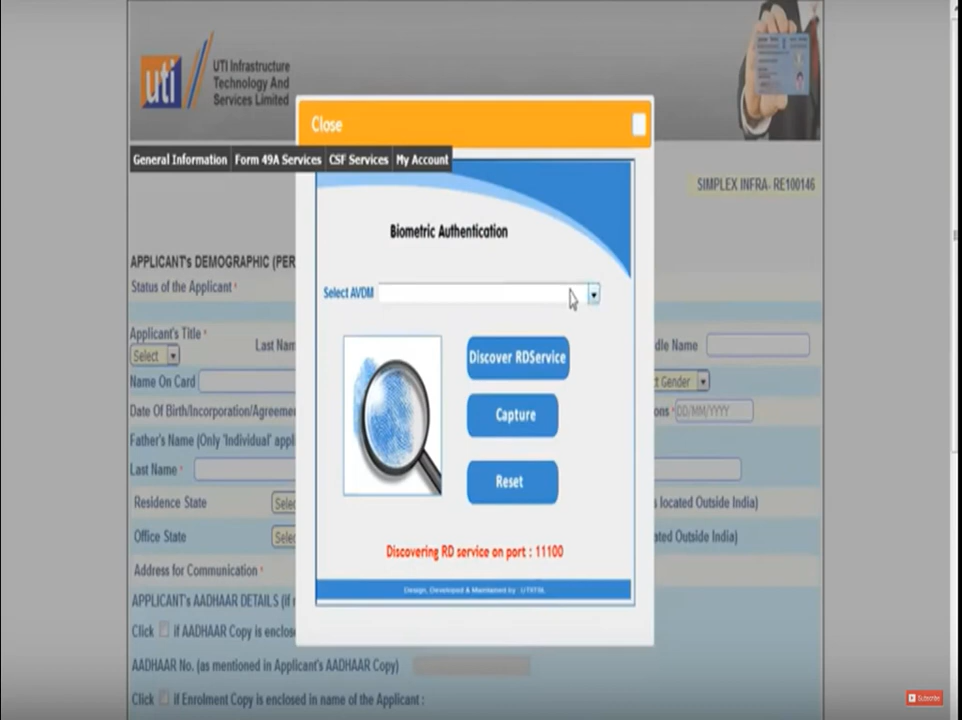 uti
UTI Infrastructure
Technology And
Services Limited
Close
General Information Form 49A Services CSF Services My Account
SIMPLEX INFRA- RE100146
Biometric Authentication
APPLICANT's DEMOGRAPHIC (PER
Status of the Applicant *
Select AVDM
Applicant's Title *
Last Nam
dle Name
Select
Discover RDService
Name On Card
t Gender
Date Of Birth/Incorporation/Agreeme
ons * DD/MM/YYYY
Capture
Father's Name (Only 'Individual' appl
Last Name *
Reset
Residence State
Selec
s located Outside India)
Office State
Selec
ated Outside India)
Discovering RD service on port : 11100
Address for Communication *
Design, Developed & Maintained by : UTIITSL
APPLICANT's AADHAAR DETAILS (if
Click if AADHAAR Copy is enclose
AADHAAR No. (as mentioned in Applicant's AADHAAR Copy)
Click if Enrolment Copy is enclosed in name of the Applicant :
Subscribe